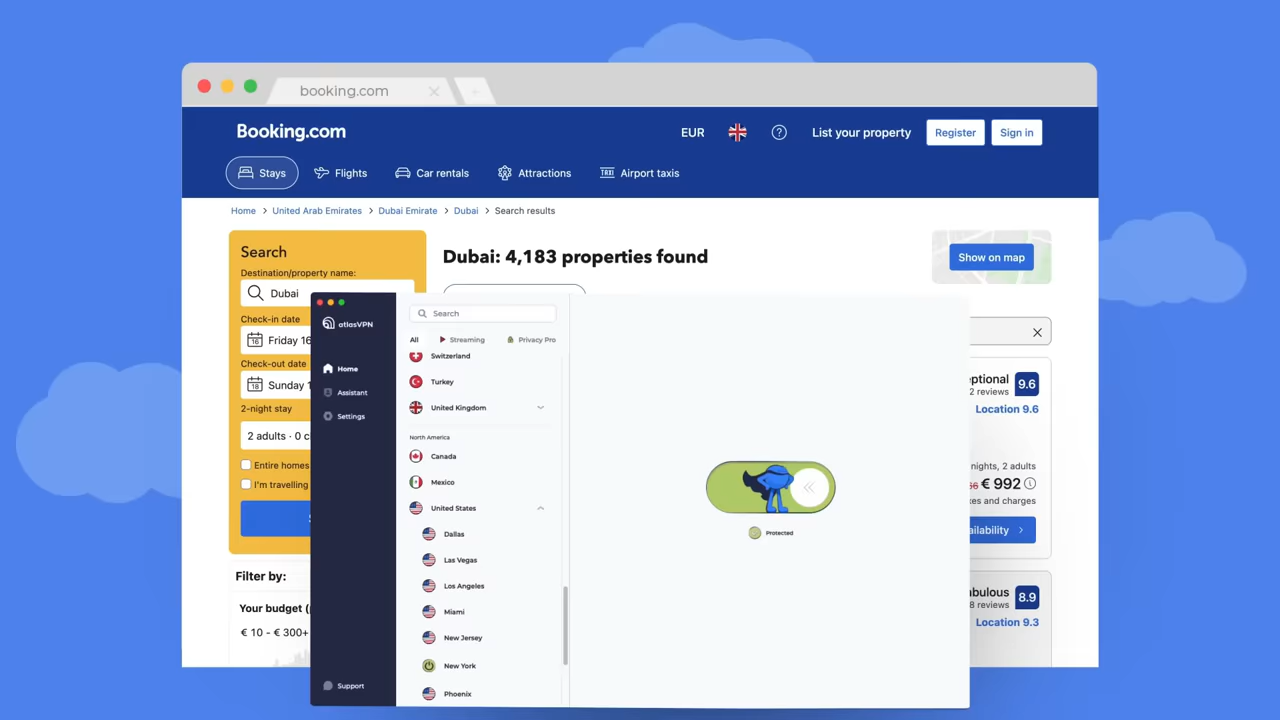 booking.com
Booking.com
EUR
List your property
Register
Sign in
Stays
Flights
Car rentals
Attractions
TAXI
Airport taxis
Home > United Arab Emirates > Dubai Emirate > Dubai > Search results
Search
Destination/property name:
Dubai
Check-in date
16
Friday 16
Check-out date
18
Sunday 1
2-night stay
2 adults · 0 c
Entire homes
I'm travelling
Filter by:
Your budget (
€ 10 - € 300+
Dubai: 4,183 properties found
Show on map
ptional
2 reviews
9.6
Location 9.6
nights, 2 adults
€ 992
es and charges
ailability
abulous
8 reviews
8.9
Location 9.3
atlasVPN
Home
Assistant
Settings
Support
Search
All
Streaming
Privacy Pro
Switzerland
Turkey
United Kingdom
North America
Canada
Mexico
United States
Dallas
Las Vegas
Los Angeles
Miami
New Jersey
New York
Phoenix
Protected